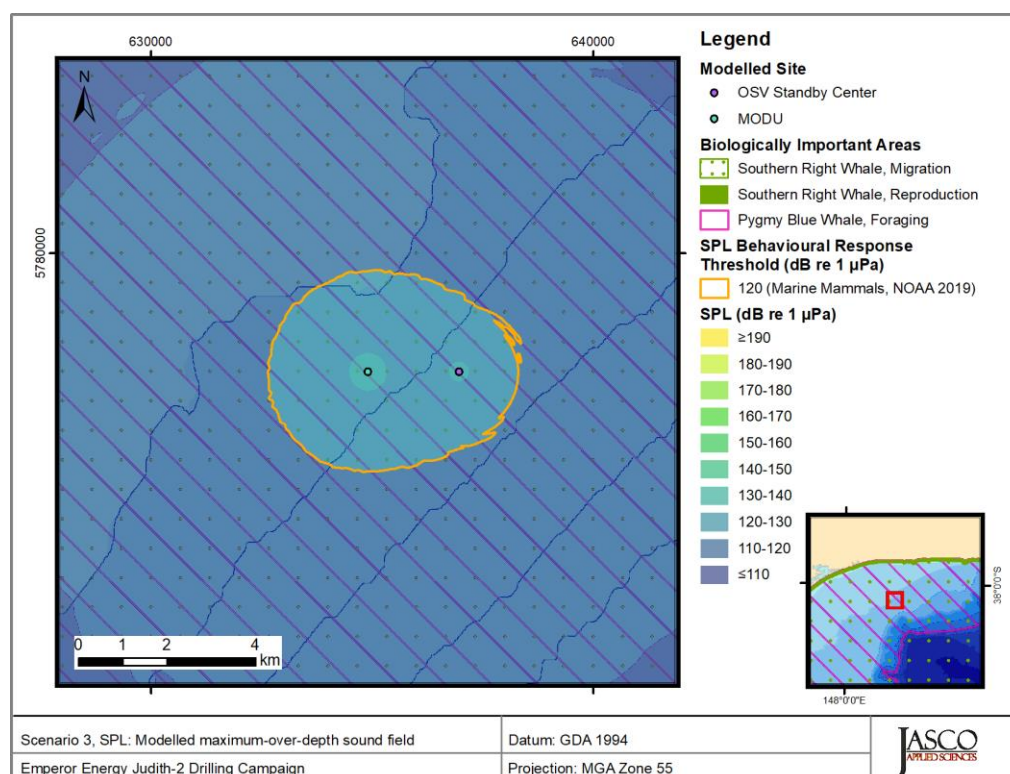 630000
640000
5780000
N
0 1 2 4
km
Legend
Modelled Site
OSV Standby Center
MODU
Biologically Important Areas
Southern Right Whale, Migration
Southern Right Whale, Reproduction
Pygmy Blue Whale, Foraging
SPL Behavioural Response
Threshold (dB re 1 µPa)
120 (Marine Mammals, NOAA 2019)
SPL (dB re 1 µPa)
≥190
180-190
170-180
160-170
150-160
140-150
130-140
120-130
110-120
≤110
38°0'0"S
148°0'0"E
Scenario 3, SPL: Modelled maximum-over-depth sound field
Datum: GDA 1994
Emperor Energy Judith-2 Drilling Campaign
Projection: MGA Zone 55
JASCO
APPLIED SCIENCES